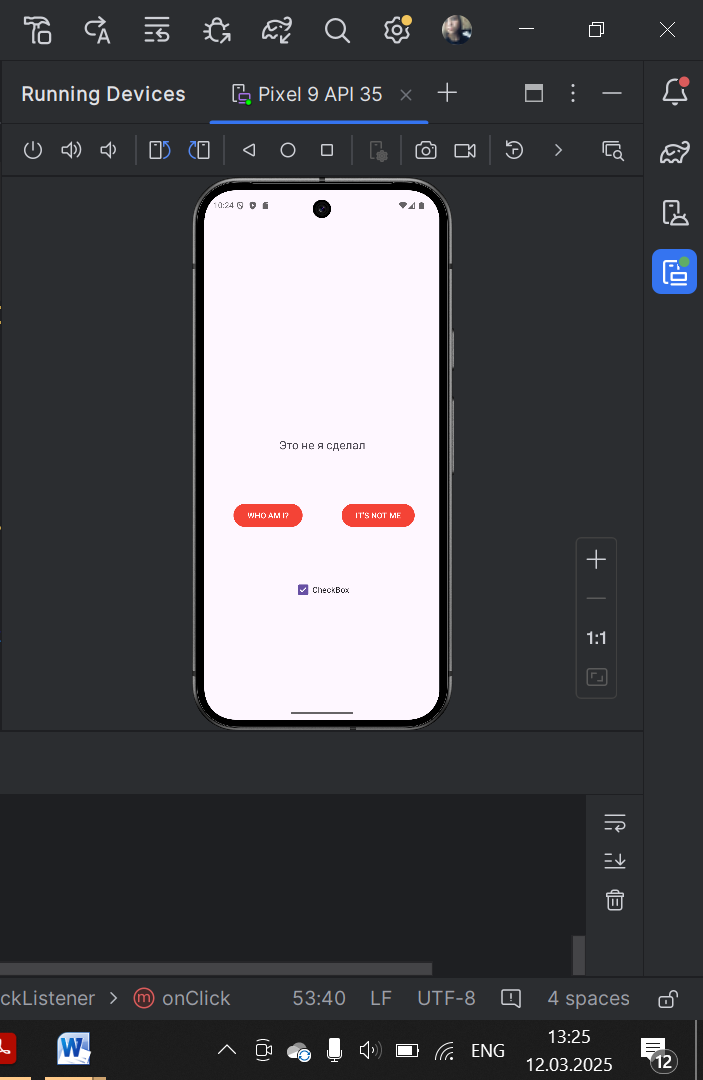 Running Devices
Pixel 9 API 35
10:24
Это не я сделал
WHO AM I?
IT'S NOT ME
CheckBox
1:1
ckListener
m onClick
53:40
LF
UTF-8
4 spaces
W
ENG
13:25
12.03.2025
12